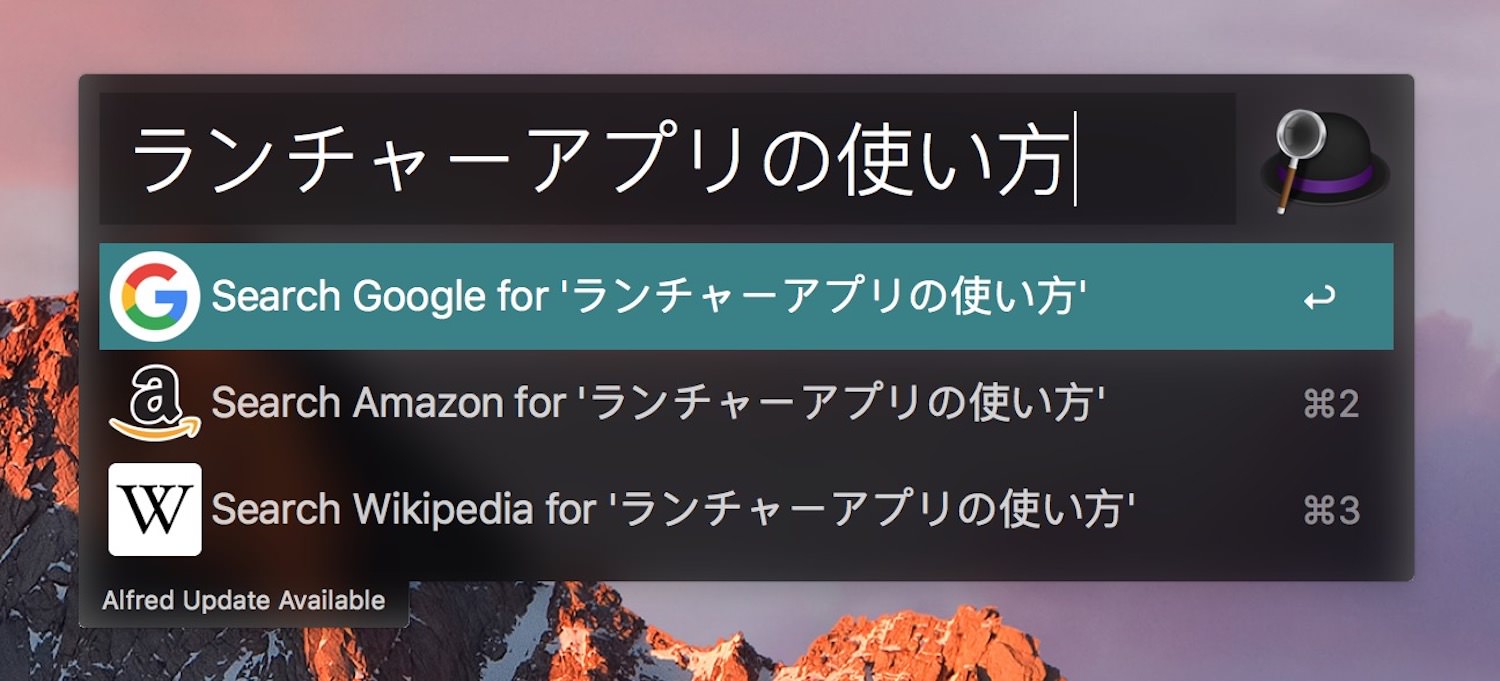 ランチャーアプリの使い方
Search Google for 'ランチャーアプリの使い方' ↩
Search Amazon for 'ランチャーアプリの使い方' ⌘2
Search Wikipedia for 'ランチャーアプリの使い方' ⌘3
Alfred Update Available